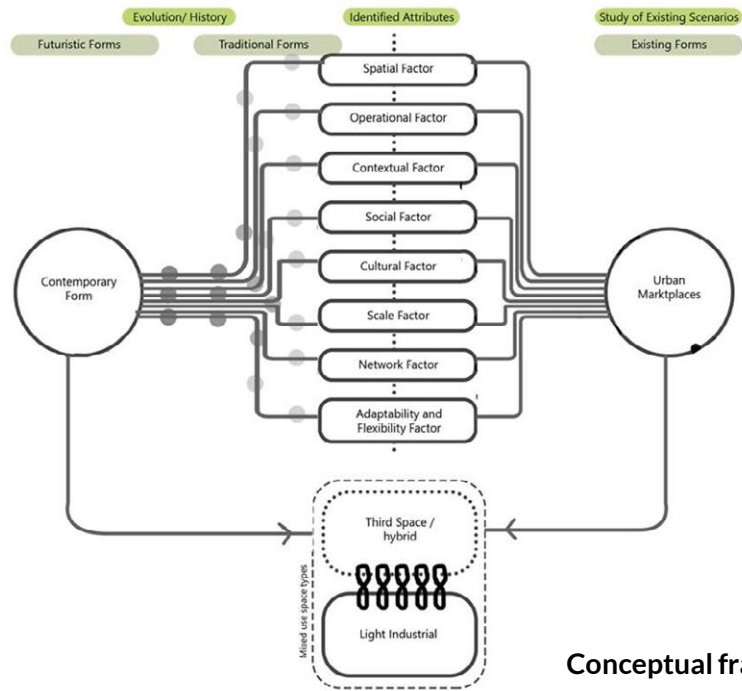 Evolution/ History
Identified Attributes
Study of Existing Scenarios
Futuristic Forms
Traditional Forms
Existing Forms
Spatial Factor
Operational Factor
Contextual Factor
Social Factor
Cultural Factor
Scale Factor
Network Factor
Adaptability and
Flexibility Factor
Contemporary
Form
Urban
Marktplaces
Third Space /
hybrid
Mixed use space types
Light Industrial
Conceptual fra